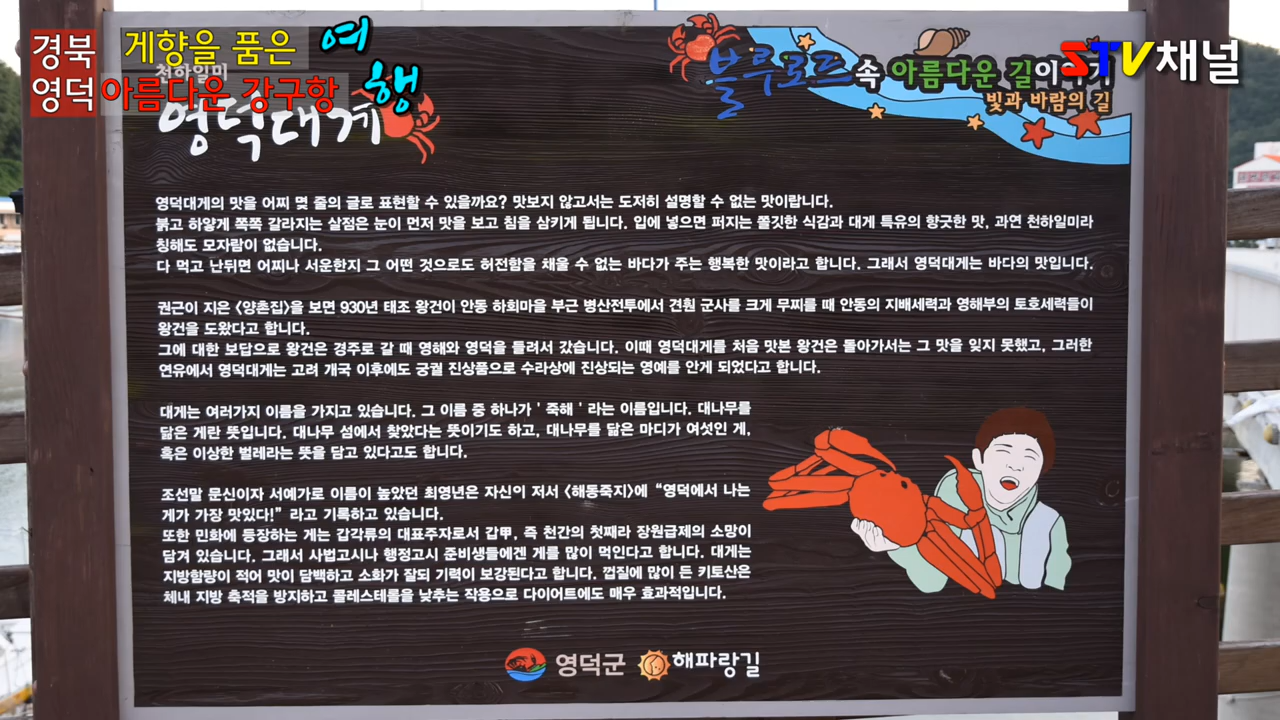 경북 영덕
게향을 품은 아름다운 강구항
여행
STV채널
천하일미
영덕대게
블루로드 속 아름다운 길이야기
빛과 바람의 길
영덕대게의 맛을 어찌 몇 줄의 글로 표현할 수 있을까요? 맛보지 않고서는 도저히 설명할 수 없는 맛이랍니다.
붉고 하얗게 쪽쪽 갈라지는 살점은 눈이 먼저 맛을 보고 침을 삼키게 됩니다. 입에 넣으면 퍼지는 쫄깃한 식감과 대게 특유의 향긋한 맛, 과연 천하일미라
칭해도 모자람이 없습니다.
다 먹고 난뒤면 어찌나 서운한지 그 어떤 것으로도 허전함을 채울 수 없는 바다가 주는 행복한 맛이라고 합니다. 그래서 영덕대게는 바다의 맛입니다.
권근이 지은 〈양촌집〉을 보면 930년 태조 왕건이 안동 하회마을 부근 병산전투에서 견훤 군사를 크게 무찌를 때 안동의 지배세력과 영해부의 토호세력들이
왕건을 도왔다고 합니다.
그에 대한 보답으로 왕건은 경주로 갈 때 영해와 영덕을 들려서 갔습니다. 이때 영덕대게를 처음 맛본 왕건은 돌아가서는 그 맛을 잊지 못했고, 그러한
연유에서 영덕대게는 고려 개국 이후에도 궁궐 진상품으로 수라상에 진상되는 영예를 안게 되었다고 합니다.
대게는 여러가지 이름을 가지고 있습니다. 그 이름 중 하나가 ' 죽해 ' 라는 이름입니다. 대나무를
닮은 게란 뜻입니다. 대나무 섬에서 찾았다는 뜻이기도 하고, 대나무를 닮은 마디가 여섯인 게,
혹은 이상한 벌레라는 뜻을 담고 있다고도 합니다.
조선말 문신이자 서예가로 이름이 높았던 최영년은 자신이 저서 〈해동죽지〉에 “영덕에서 나는
게가 가장 맛있다!” 라고 기록하고 있습니다.
또한 민화에 등장하는 게는 갑각류의 대표주자로서 갑甲, 즉 천간의 첫째라 장원급제의 소망이
담겨 있습니다. 그래서 사법고시나 행정고시 준비생들에겐 게를 많이 먹인다고 합니다. 대게는
지방함량이 적어 맛이 담백하고 소화가 잘되 기력이 보강된다고 합니다. 껍질에 많이 든 키토산은
체내 지방 축적을 방지하고 콜레스테롤을 낮추는 작용으로 다이어트에도 매우 효과적입니다.
영덕군 해파랑길